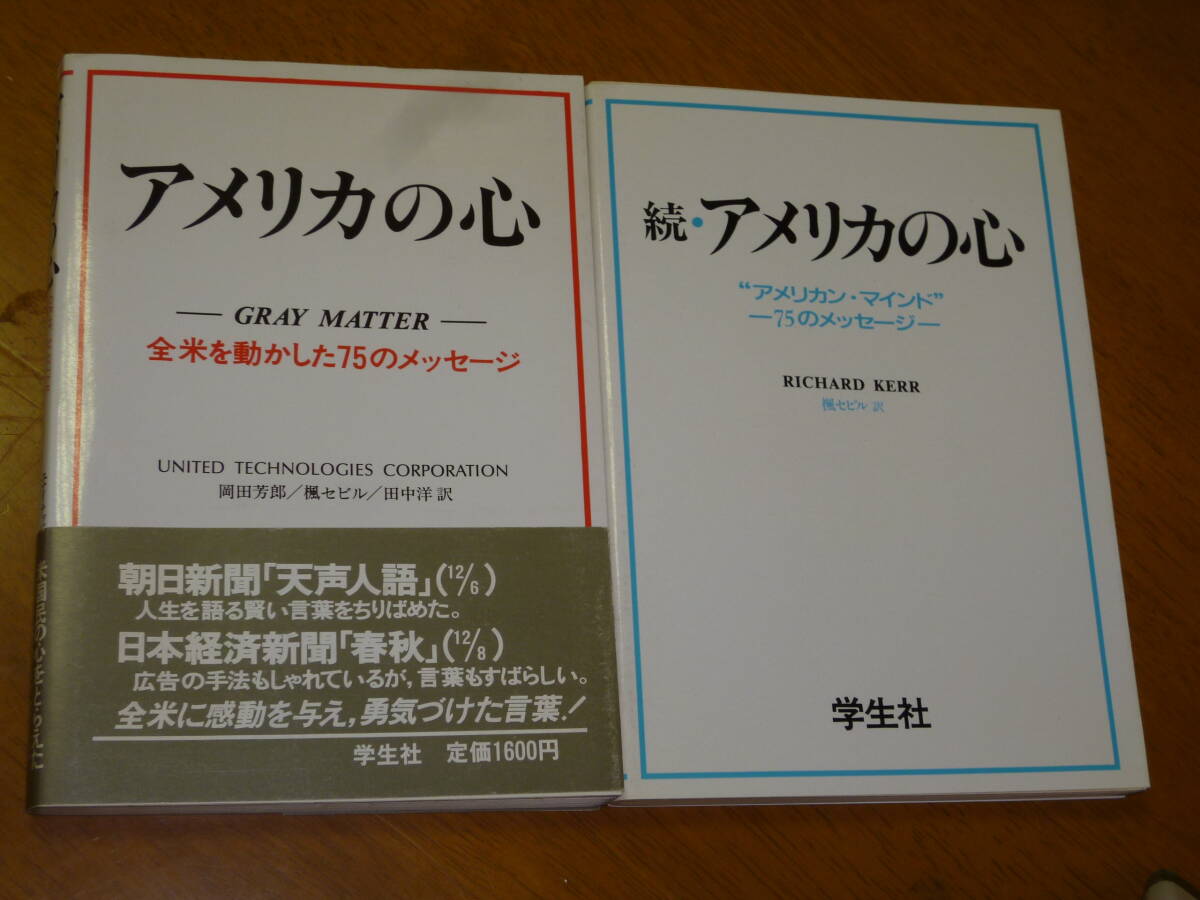 アメリカの心
GRAY MATTER
全米を動かした75のメッセージ
UNITED TECHNOLOGIES CORPORATION
岡田芳郎/楓セビル/田中洋 訳
朝日新聞「天声人語」(12/6)
人生を語る賢い言葉をちりばめた。
日本経済新聞「春秋」(12/8)
広告の手法もしゃれているが,言葉もすばらしい。
全米に感動を与え,勇気づけた言葉!
学生社 定価1600円
続・アメリカの心
“アメリカン・マインド”
―75のメッセージ―
RICHARD KERR
楓セビル 訳
学生社